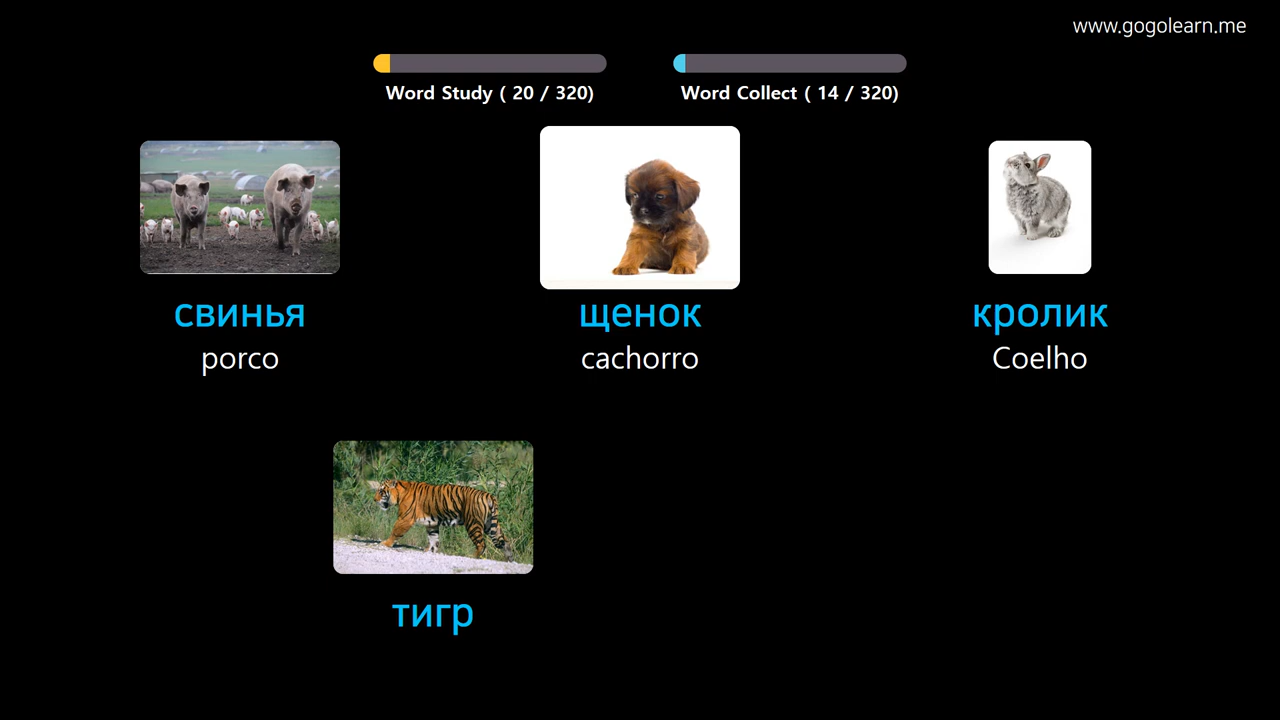 www.gogolearn.me
Word Study ( 20 / 320)
Word Collect ( 14 / 320)
свинья
porco
щенок
cachorro
кролик
Coelho
тигр